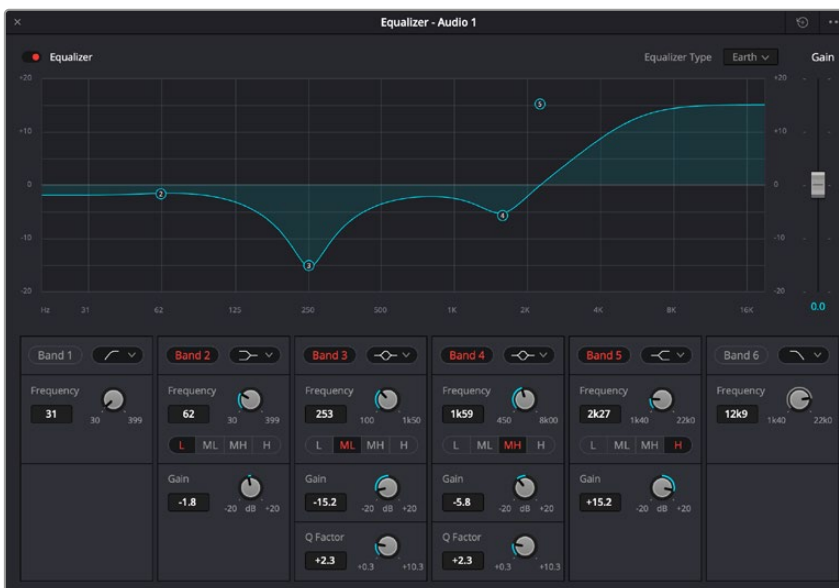 × Equalizer - Audio 1
Equalizer Equalizer Type Earth Gain
+20 +20
+10 +10
0 0
-10 -10
-20 -20
2 3 4 5
Hz 31 62 125 250 500 1K 2K 4K 8K 16K
0.0
Band 1 Band 2 Band 3 Band 4 Band 5 Band 6
Frequency Frequency Frequency Frequency Frequency Frequency
31 62 253 1k59 2k27 12k9
30 399 30 399 100 1k50 450 8k00 1k40 22k0 1k40 22k0
L ML MH H L ML MH H L ML MH H L ML MH H
Gain Gain Gain Gain
-1.8 -15.2 -5.8 +15.2
-20 dB +20 -20 dB +20 -20 dB +20 -20 dB +20
Q Factor Q Factor
+2.3 +2.3
+0.3 +10.3 +0.3 +10.3